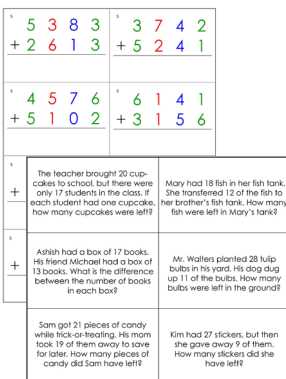 s
5 3 8 3
+ 2 6 1 3
s
3 7 4 2
+ 5 2 4 1
s
4 5 7 6
+ 5 1 0 2
s
6 1 4 1
+ 3 1 5 6
s
+
s
+
The teacher brought 20 cup-
cakes to school, but there were
only 17 students in the class. If
each student had one cupcake,
how many cupcakes were left?
Mary had 18 fish in her fish tank.
She transferred 12 of the fish to
her brother's fish tank. How many
fish were left in Mary's tank?
Ashish had a box of 17 books.
His friend Michael had a box of
13 books. What is the difference
between the number of books
in each box?
Mr. Walters planted 28 tulip
bulbs in his yard. His dog dug
up 11 of the bulbs. How many
bulbs were left in the ground?
Sam got 21 pieces of candy
while trick-or-treating. His mom
took 19 of them away to save
for later. How many pieces of
candy did Sam have left?
Kim had 27 stickers, but then
she gave away 9 of them.
How many stickers did she
have left?